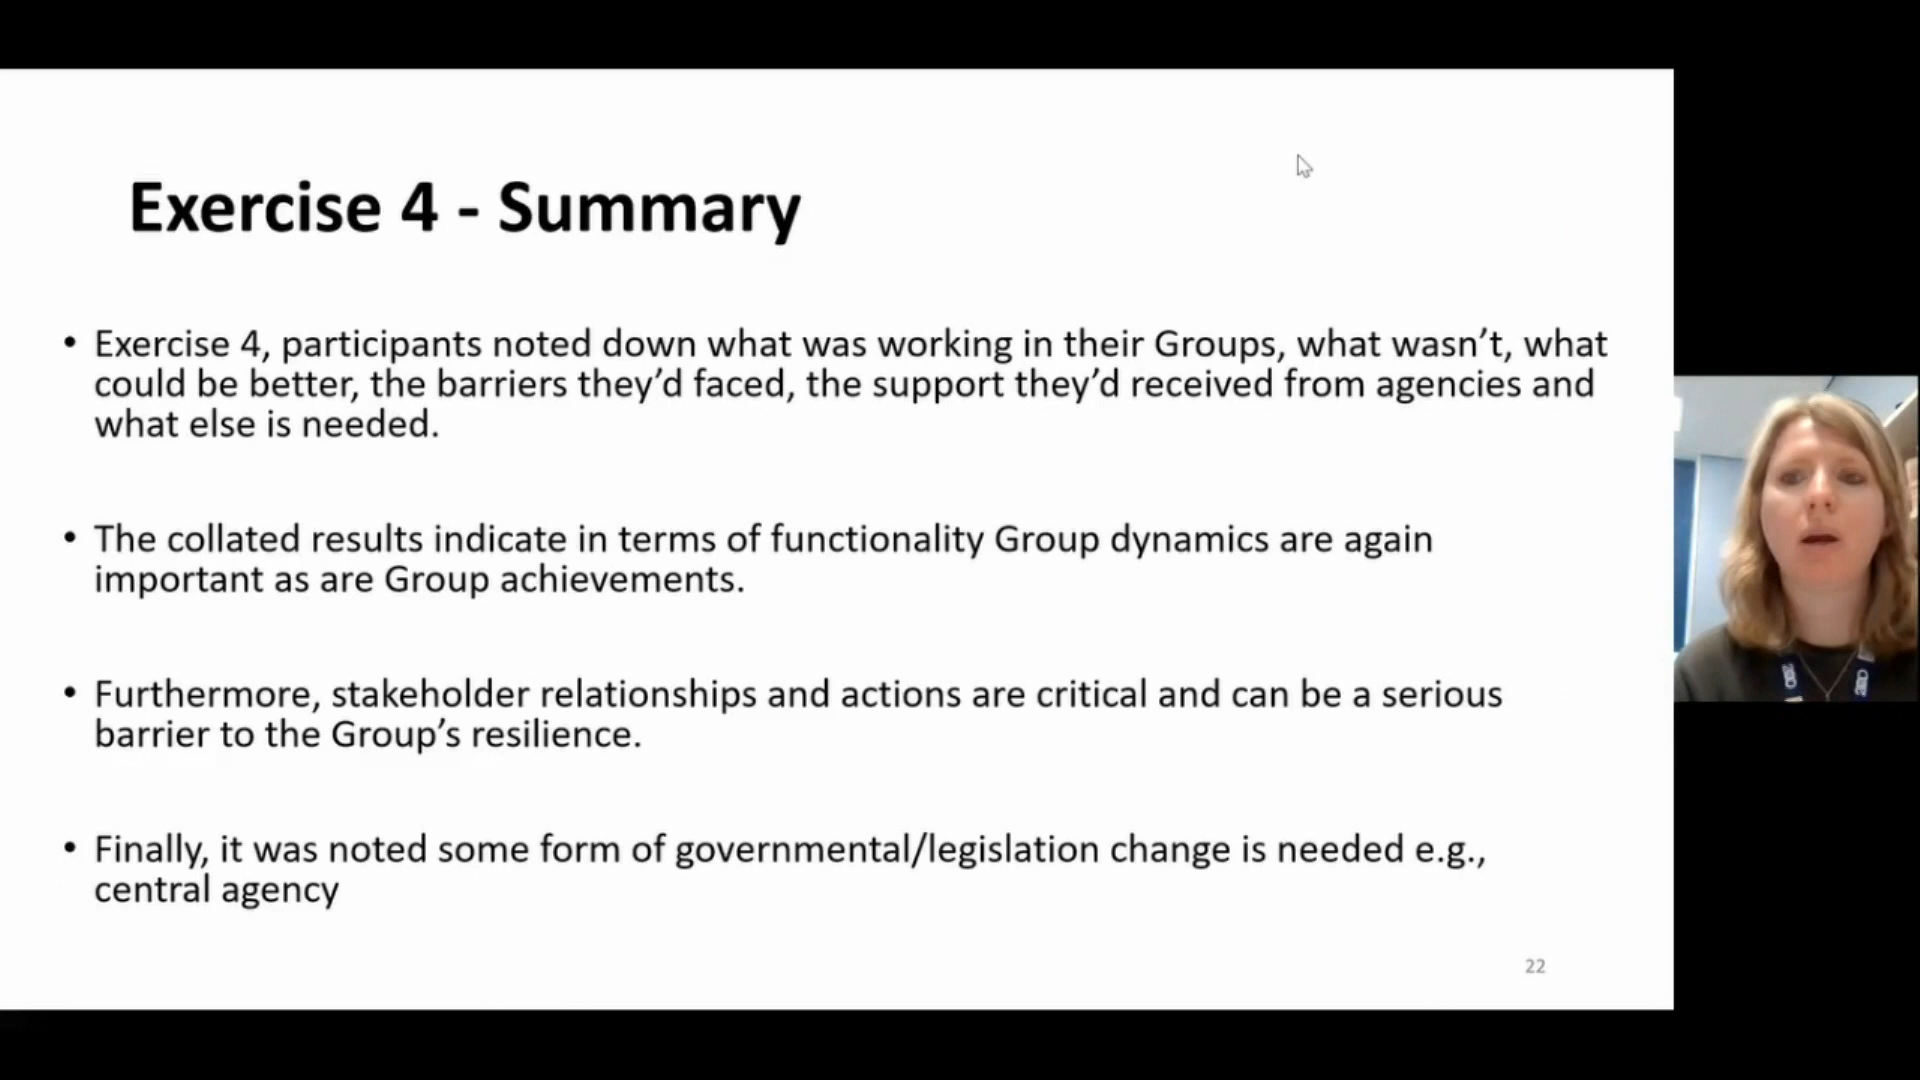 Exercise 4 - Summary
• Exercise 4, participants noted down what was working in their Groups, what wasn’t, what
could be better, the barriers they’d faced, the support they’d received from agencies and
what else is needed.
• The collated results indicate in terms of functionality Group dynamics are again
important as are Group achievements.
• Furthermore, stakeholder relationships and actions are critical and can be a serious
barrier to the Group’s resilience.
• Finally, it was noted some form of governmental/legislation change is needed e.g.,
central agency
22